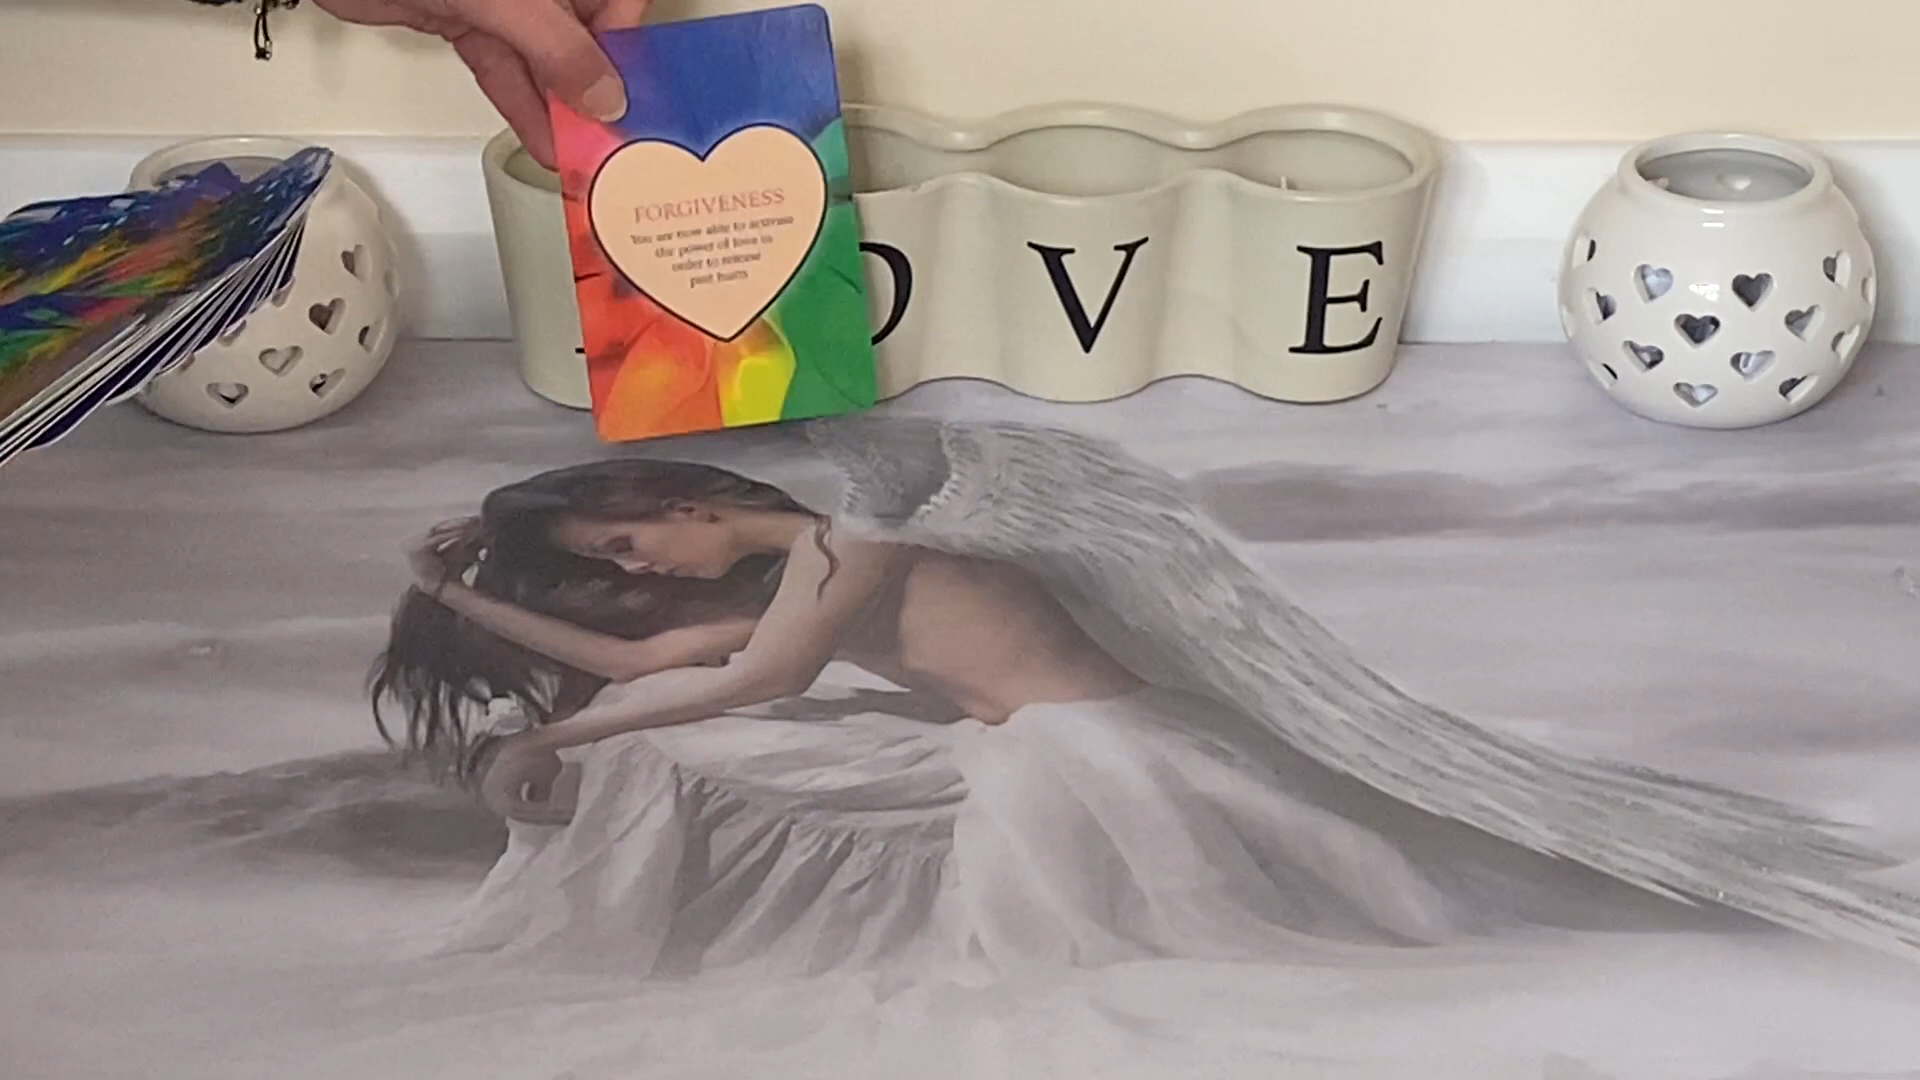 FORGIVENESS
You are now able to activate
the power of love in
order to release
past hurts
OVE